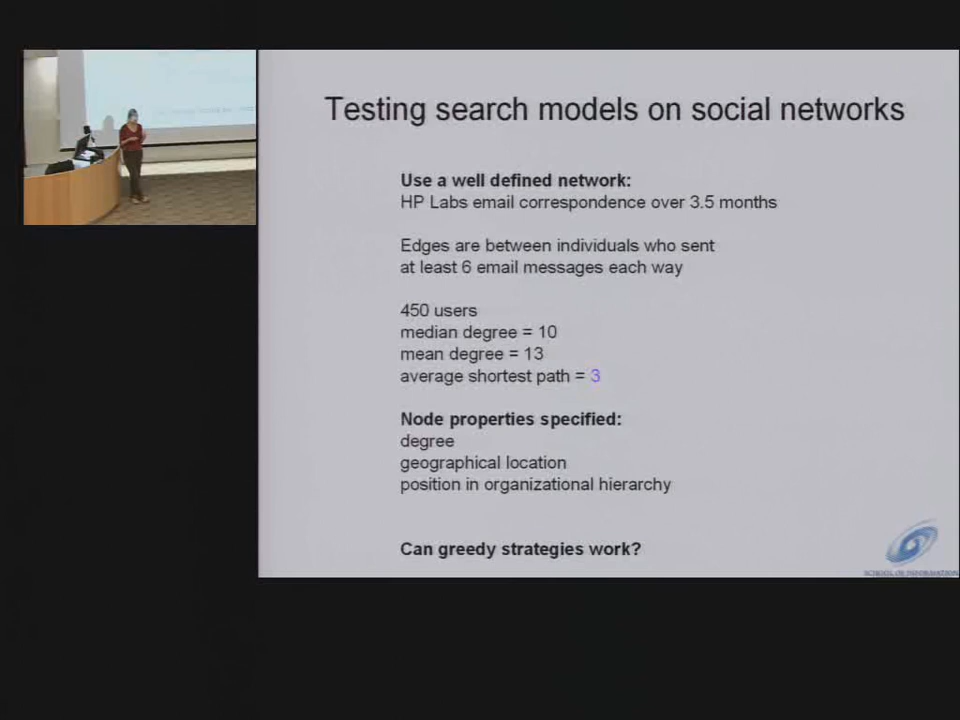 Testing search models on social networks
Use a well defined network:
HP Labs email correspondence over 3.5 months
Edges are between individuals who sent
at least 6 email messages each way
450 users
median degree = 10
mean degree = 13
average shortest path = 3
Node properties specified:
degree
geographical location
position in organizational hierarchy
Can greedy strategies work?
SCHOOL OF INFORMATION